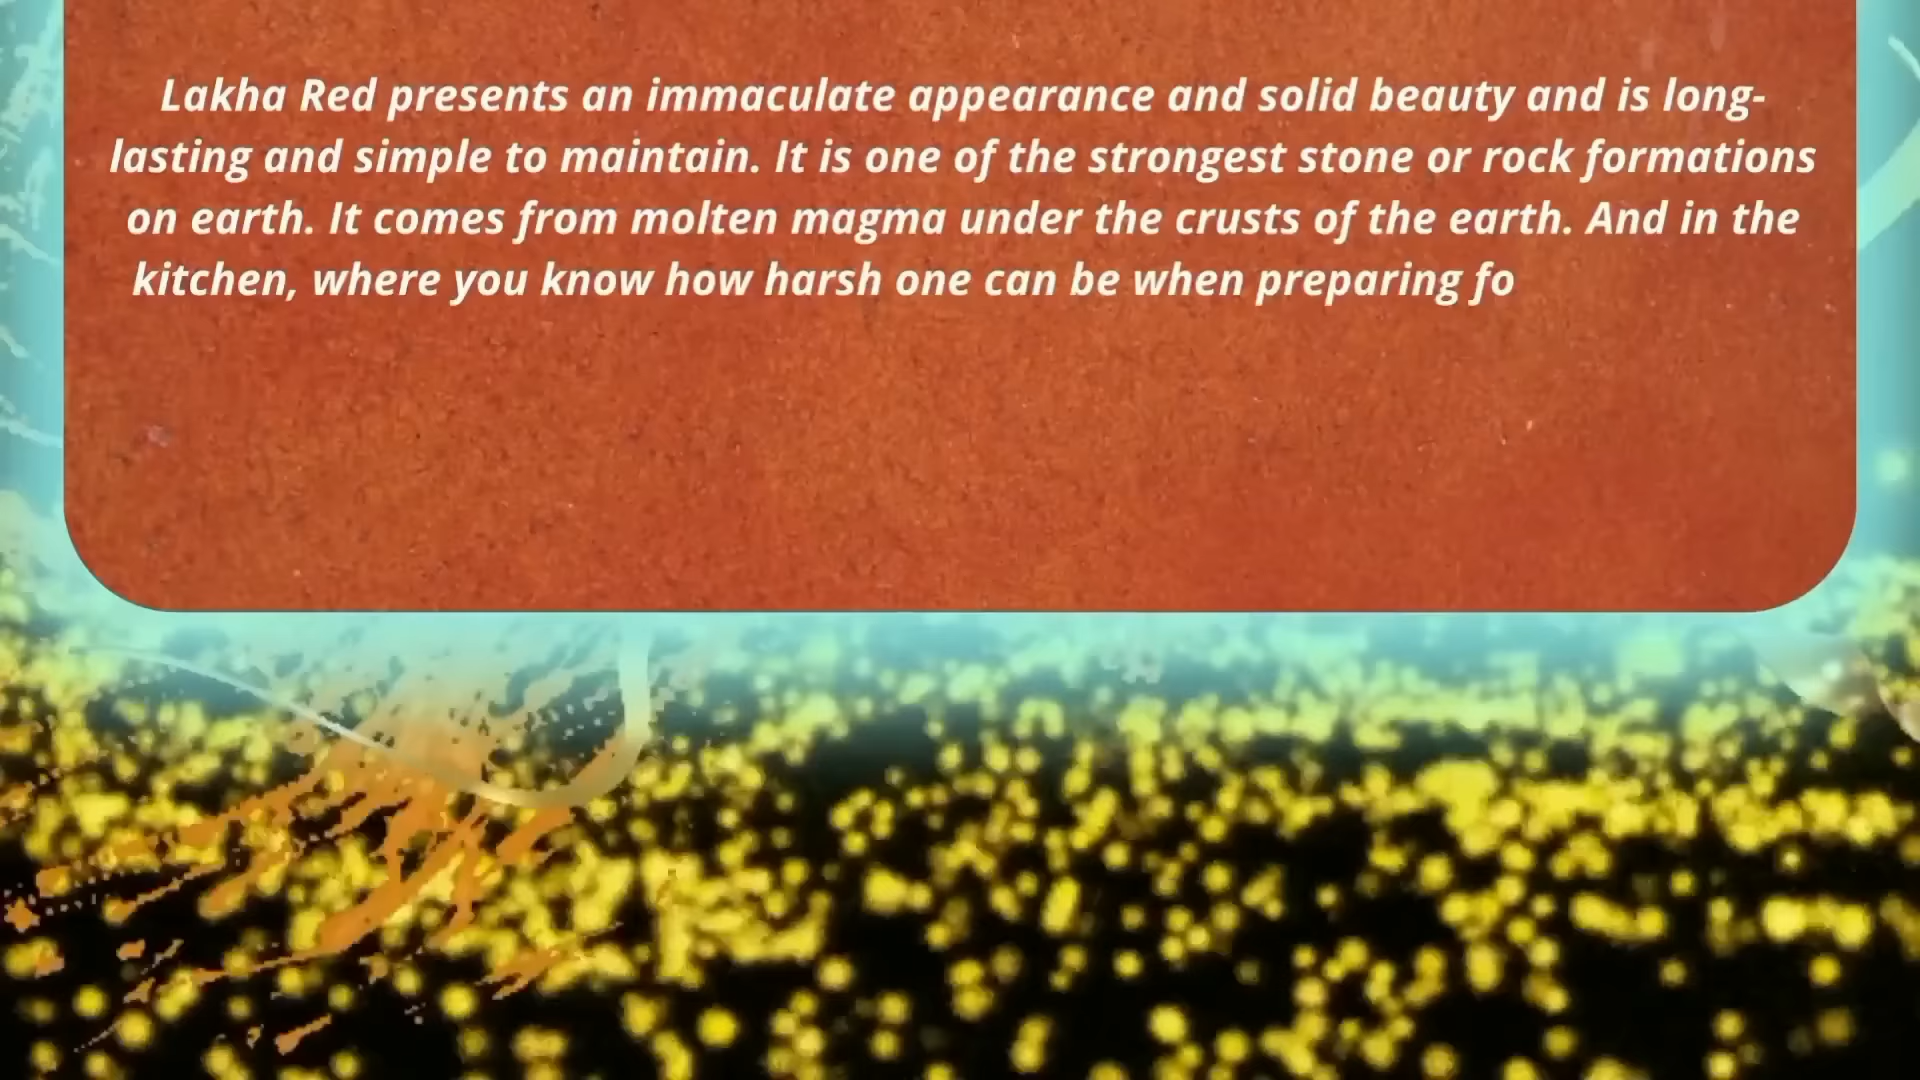 Lakha Red presents an immaculate appearance and solid beauty and is long-
lasting and simple to maintain. It is one of the strongest stone or rock formations
on earth. It comes from molten magma under the crusts of the earth. And in the
kitchen, where you know how harsh one can be when preparing fo